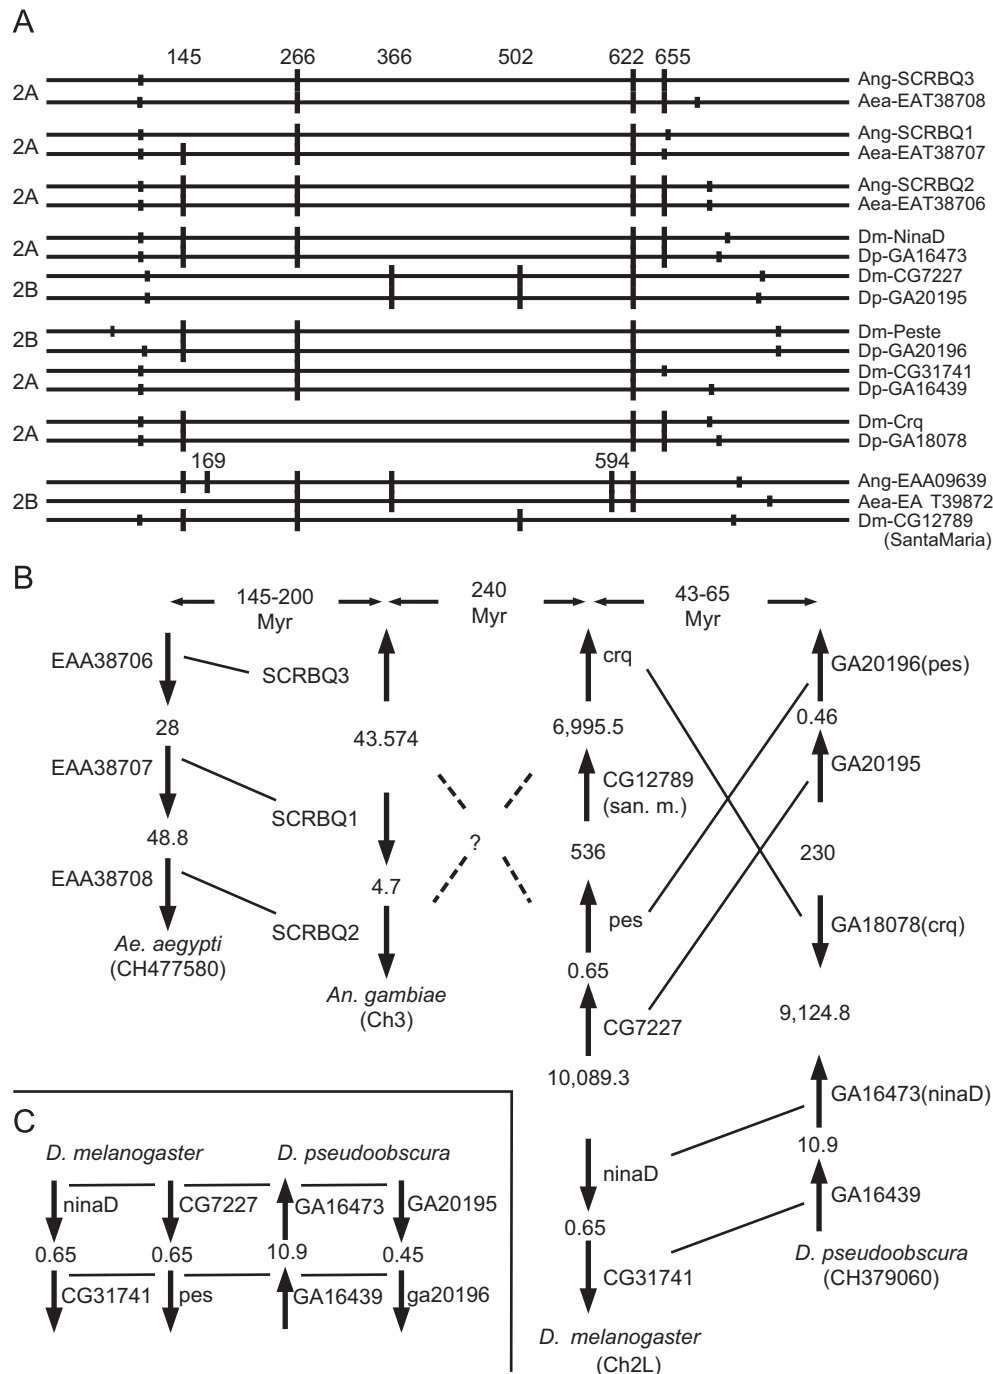 A
145 266 366 502 622 655
2A
Ang-SCRBQ3
Aea-EAT38708
2A
Ang-SCRBQ1
Aea-EAT38707
2A
Ang-SCRBQ2
Aea-EAT38706
2A
Dm-NinaD
Dp-GA16473
2B
Dm-CG7227
Dp-GA20195
2B
Dm-Peste
Dp-GA20196
2A
Dm-CG31741
Dp-GA16439
2A
Dm-Crq
Dp-GA18078
169 594
2B
Ang-EAA09639
Aea-EA T39872
Dm-CG12789
(SantaMaria)
B
145-200
Myr
240
Myr
43-65
Myr
EAA38706
28
EAA38707
48.8
EAA38708
Ae. aegypti
(CH477580)
SCRBQ3
43.574
SCRBQ1
4.7
SCRBQ2
An. gambiae
(Ch3)
?
crq
6,995.5
CG12789
(san. m.)
536
pes
0.65
CG7227
10,089.3
ninaD
0.65
CG31741
D. melanogaster
(Ch2L)
GA20196(pes)
0.46
GA20195
230
GA18078(crq)
9,124.8
GA16473(ninaD)
10.9
GA16439
D. pseudoobscura
(CH379060)
C
D. melanogaster D. pseudoobscura
ninaD CG7227 GA16473 GA20195
0.65 0.65 10.9 0.45
CG31741 pes GA16439 ga20196